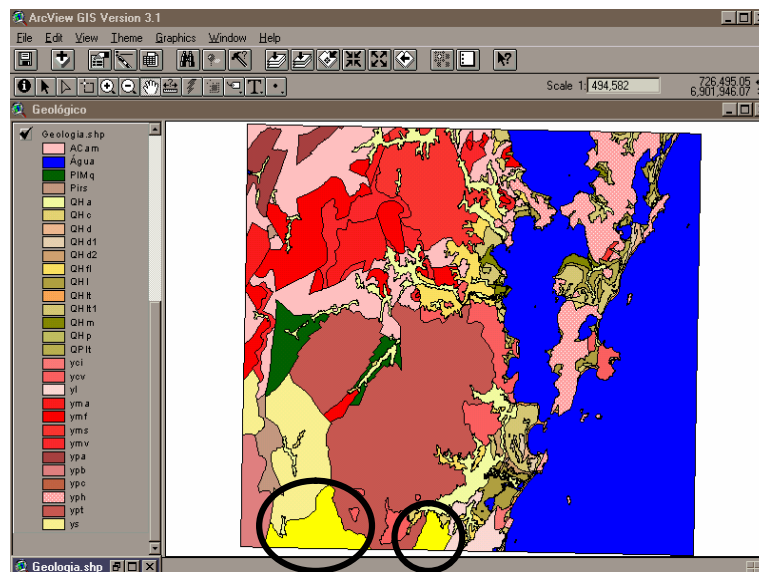 ArcView GIS Version 3.1
File Edit View Theme Graphics Window Help
Scale 1: 494,582
726,495.05
6,901,946.07
Geológico
Geologia.shp
ACam
Água
PIMq
Pirs
QHa
QHc
QHd
QHd1
QHd2
QHfl
QHl
QHlt
QHlt1
QHm
QHp
QPlt
yci
ycv
yl
yma
ymf
yms
ymv
ypa
ypb
ypc
yph
ypt
ys
Geologia.shp